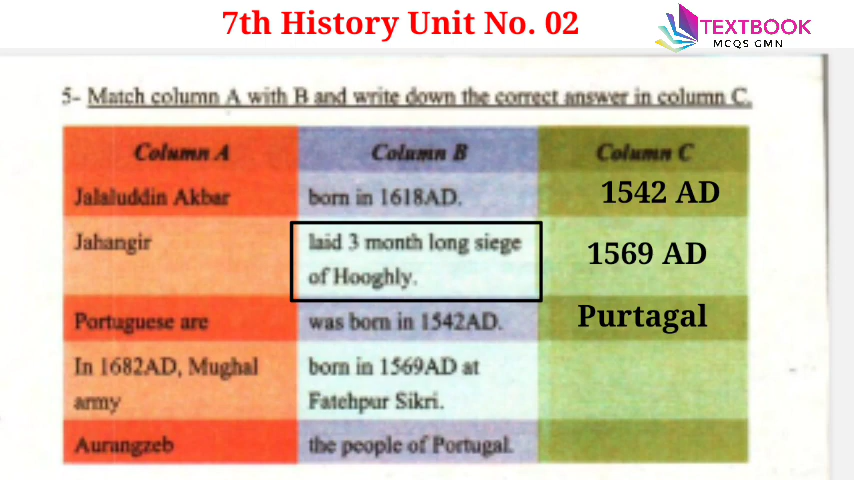 7th History Unit No. 02
TEXTBOOK
MCQS GMN
5- Match column A with B and write down the correct answer in column C.
Column A Column B Column C
Jalaluddin Akbar born in 1618AD. 1542 AD
Jahangir laid 3 month long siege of Hooghly. 1569 AD
Portuguese are was born in 1542AD. Purtagal
In 1682AD, Mughal army born in 1569AD at Fatehpur Sikri.
Aurangzeb the people of Portugal.